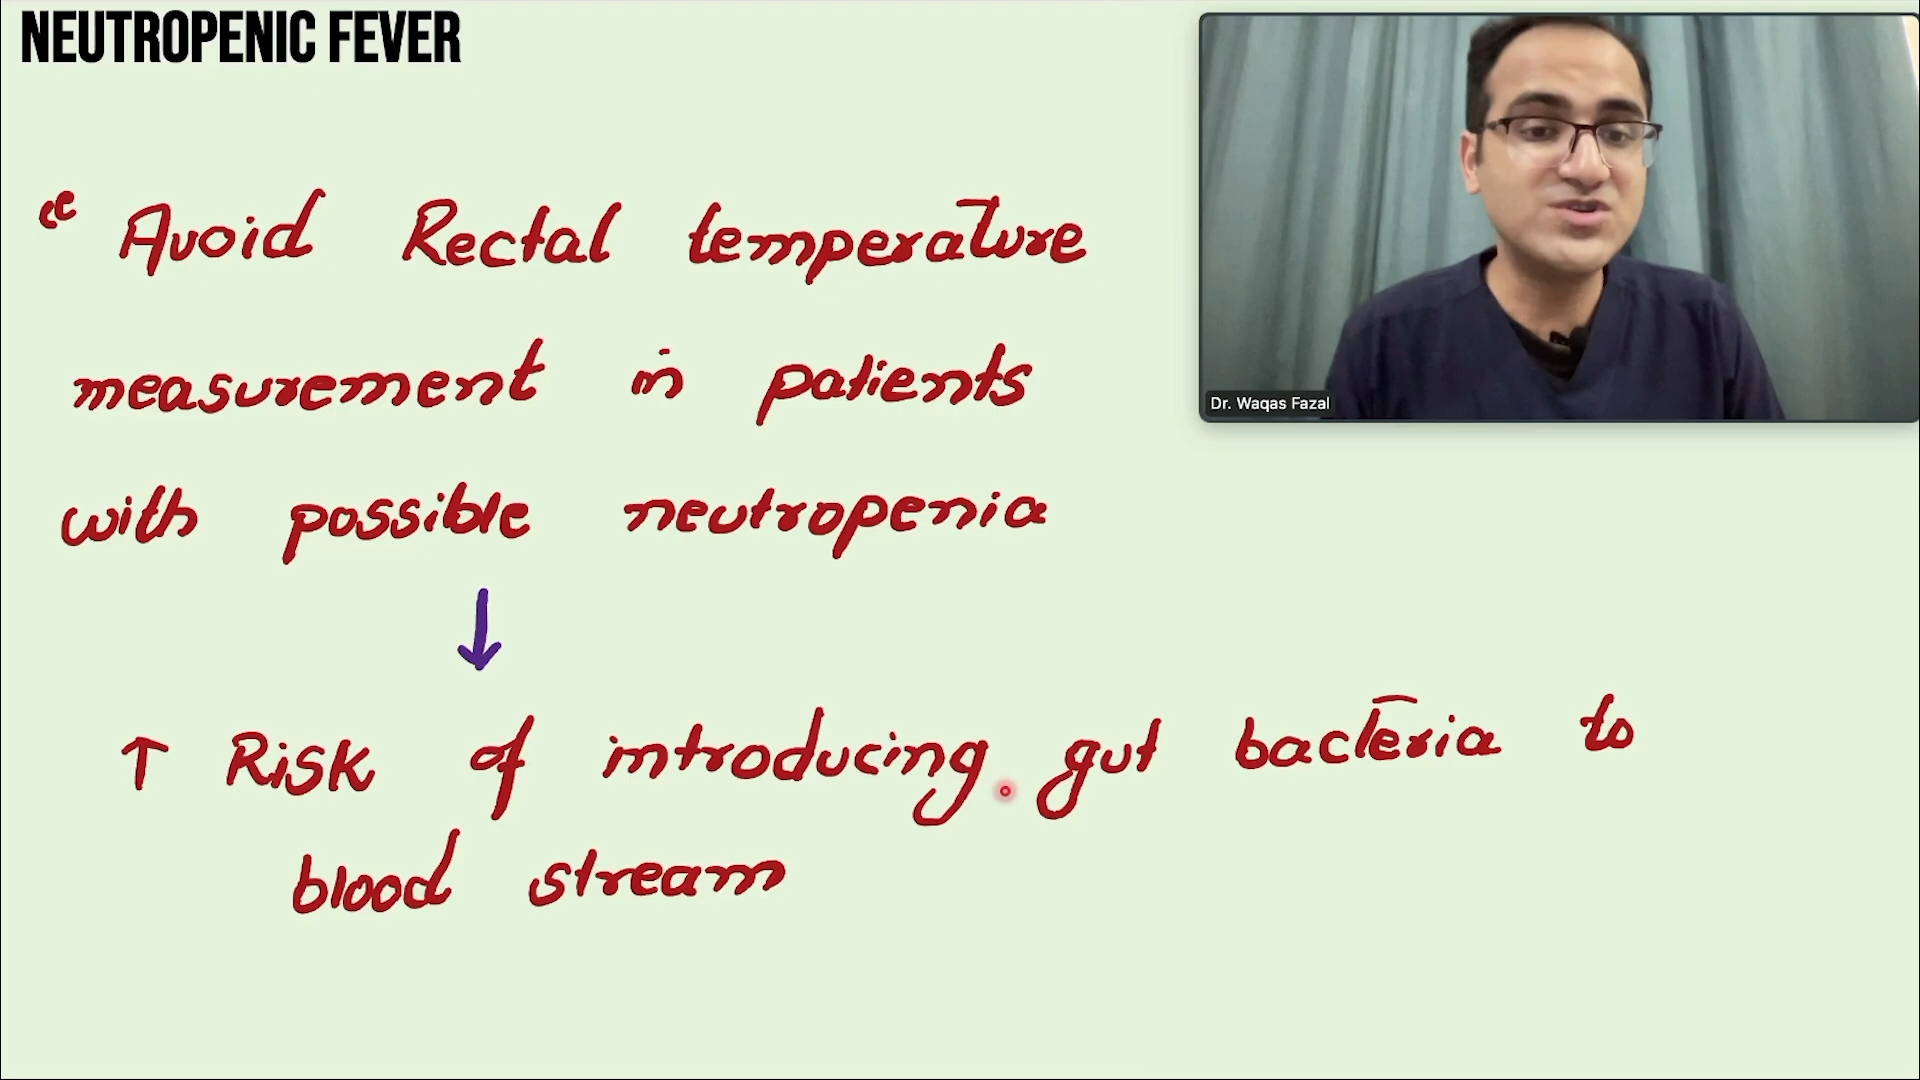 NEUTROPENIC FEVER
“ Avoid Rectal temperature
measurement in patients
with possible neutropenia
↓
↑ Risk of introducing gut bacteria to
blood stream
Dr. Waqas Fazal